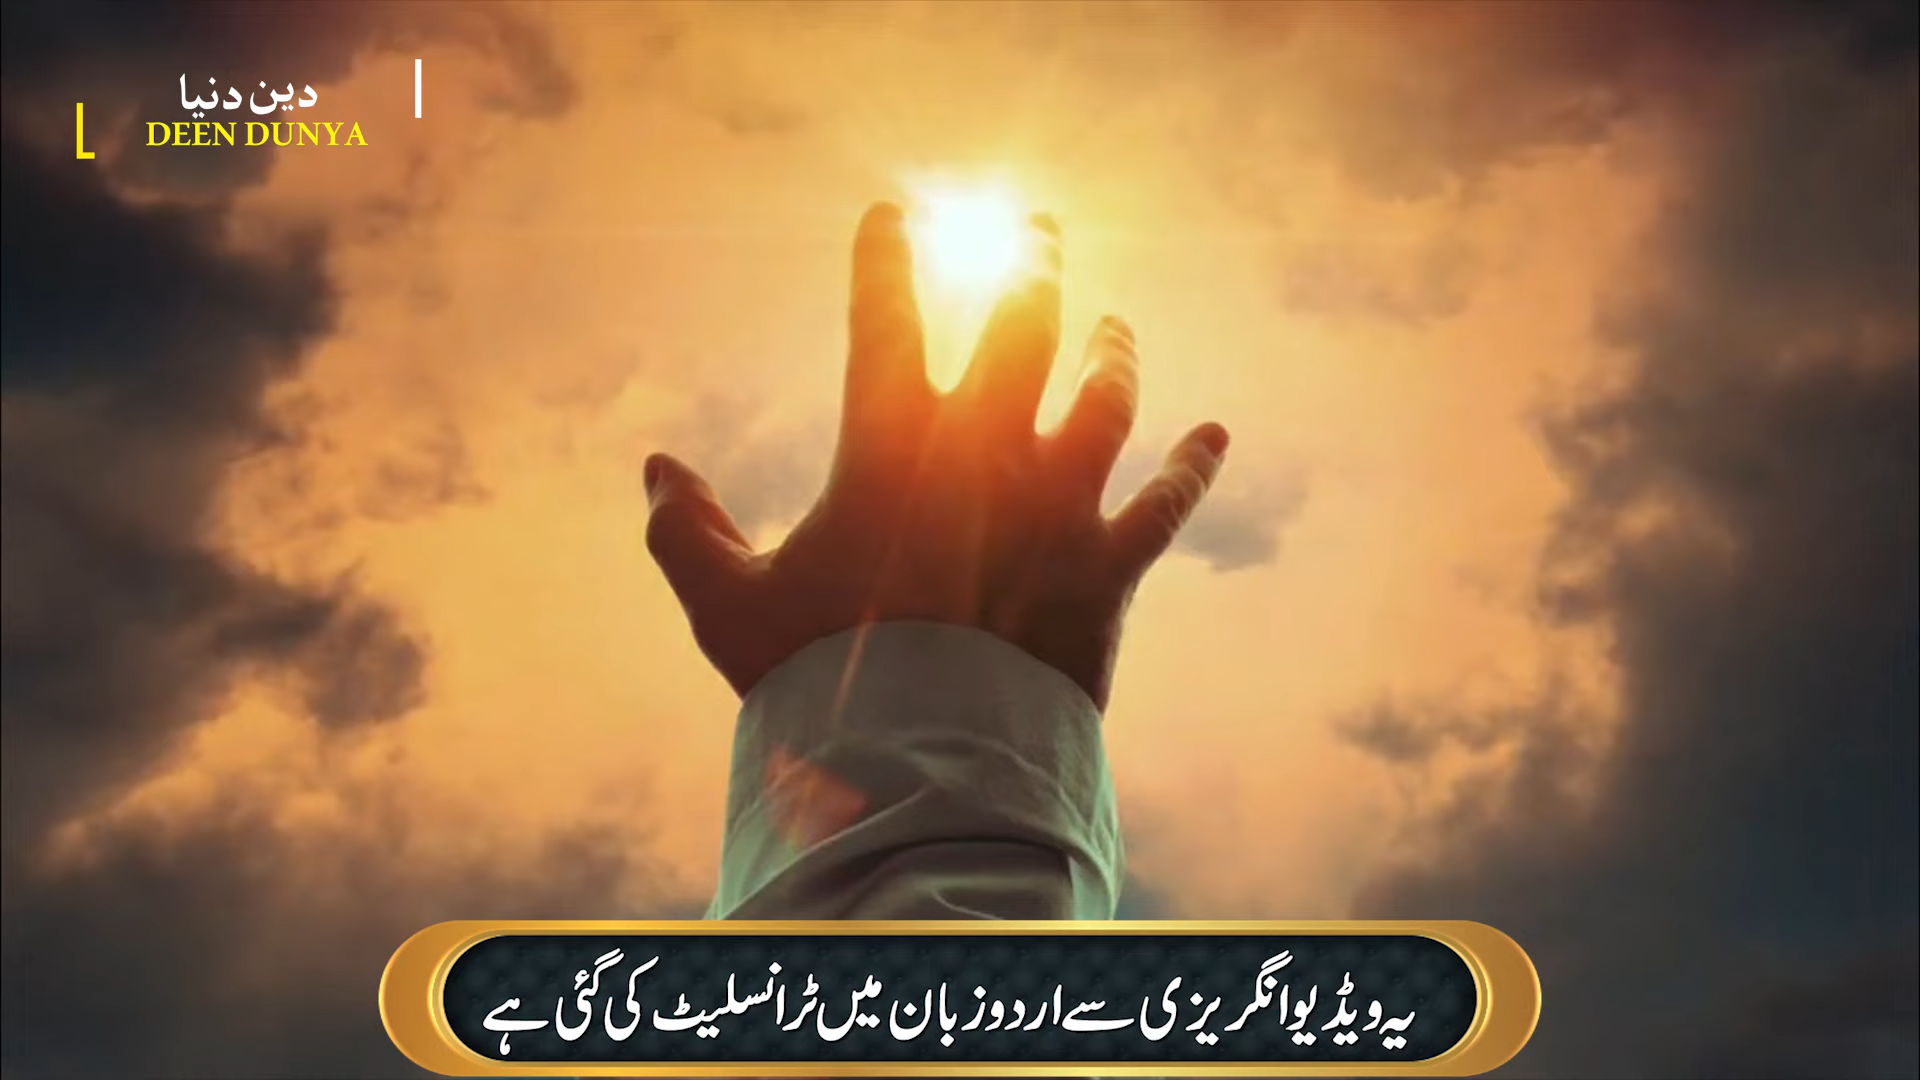 دین دنیا
DEEN DUNYA
یہ ویڈیو انگریزی سے اردو زبان میں ٹرانسلیٹ کی گئی ہے